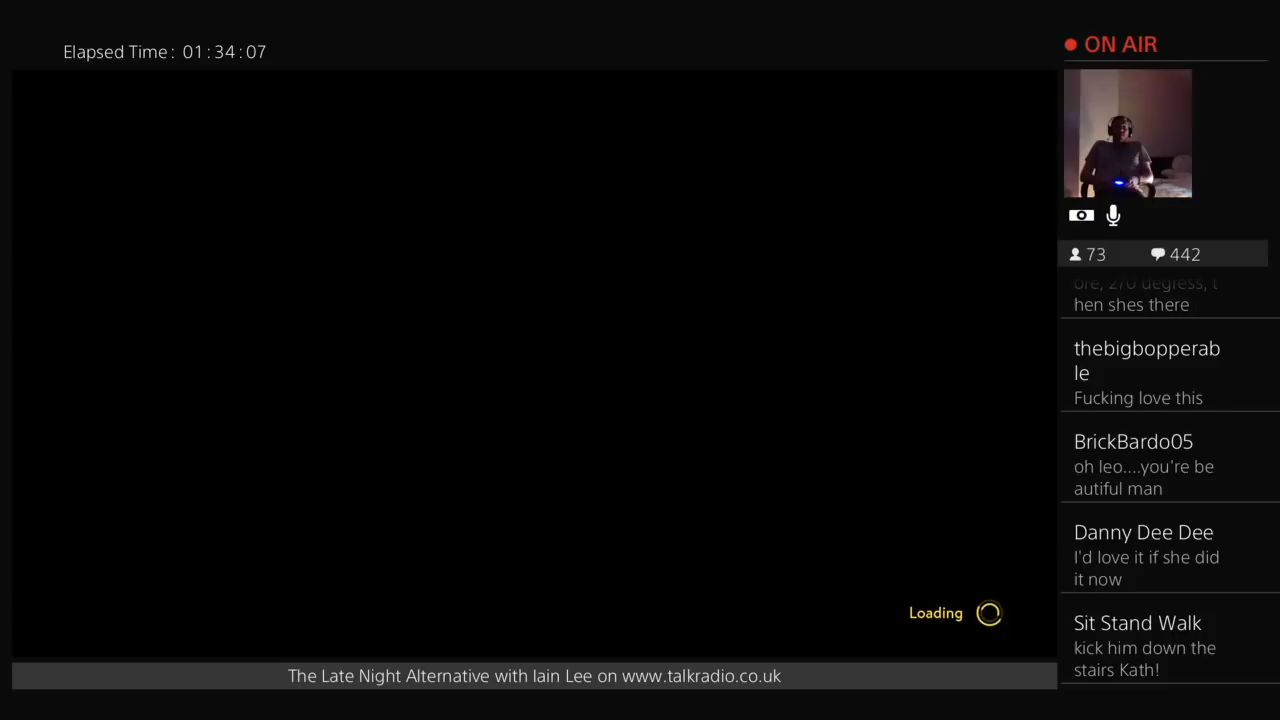 Elapsed Time: 01:34:07
ON AIR
73 442
ore, 270 degress, t
hen shes there
thebigbopperab
le
Fucking love this
BrickBardo05
oh leo....you're be
autiful man
Danny Dee Dee
I'd love it if she did
it now
Sit Stand Walk
kick him down the
stairs Kath!
Loading
The Late Night Alternative with Iain Lee on www.talkradio.co.uk